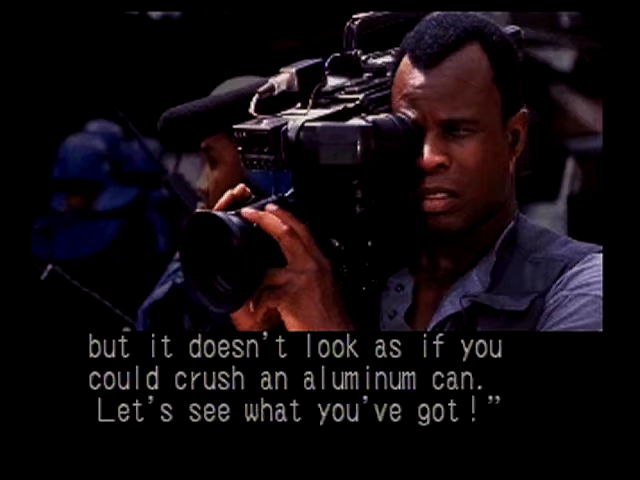 but it doesn't look as if you
could crush an aluminum can.
Let's see what you've got!”